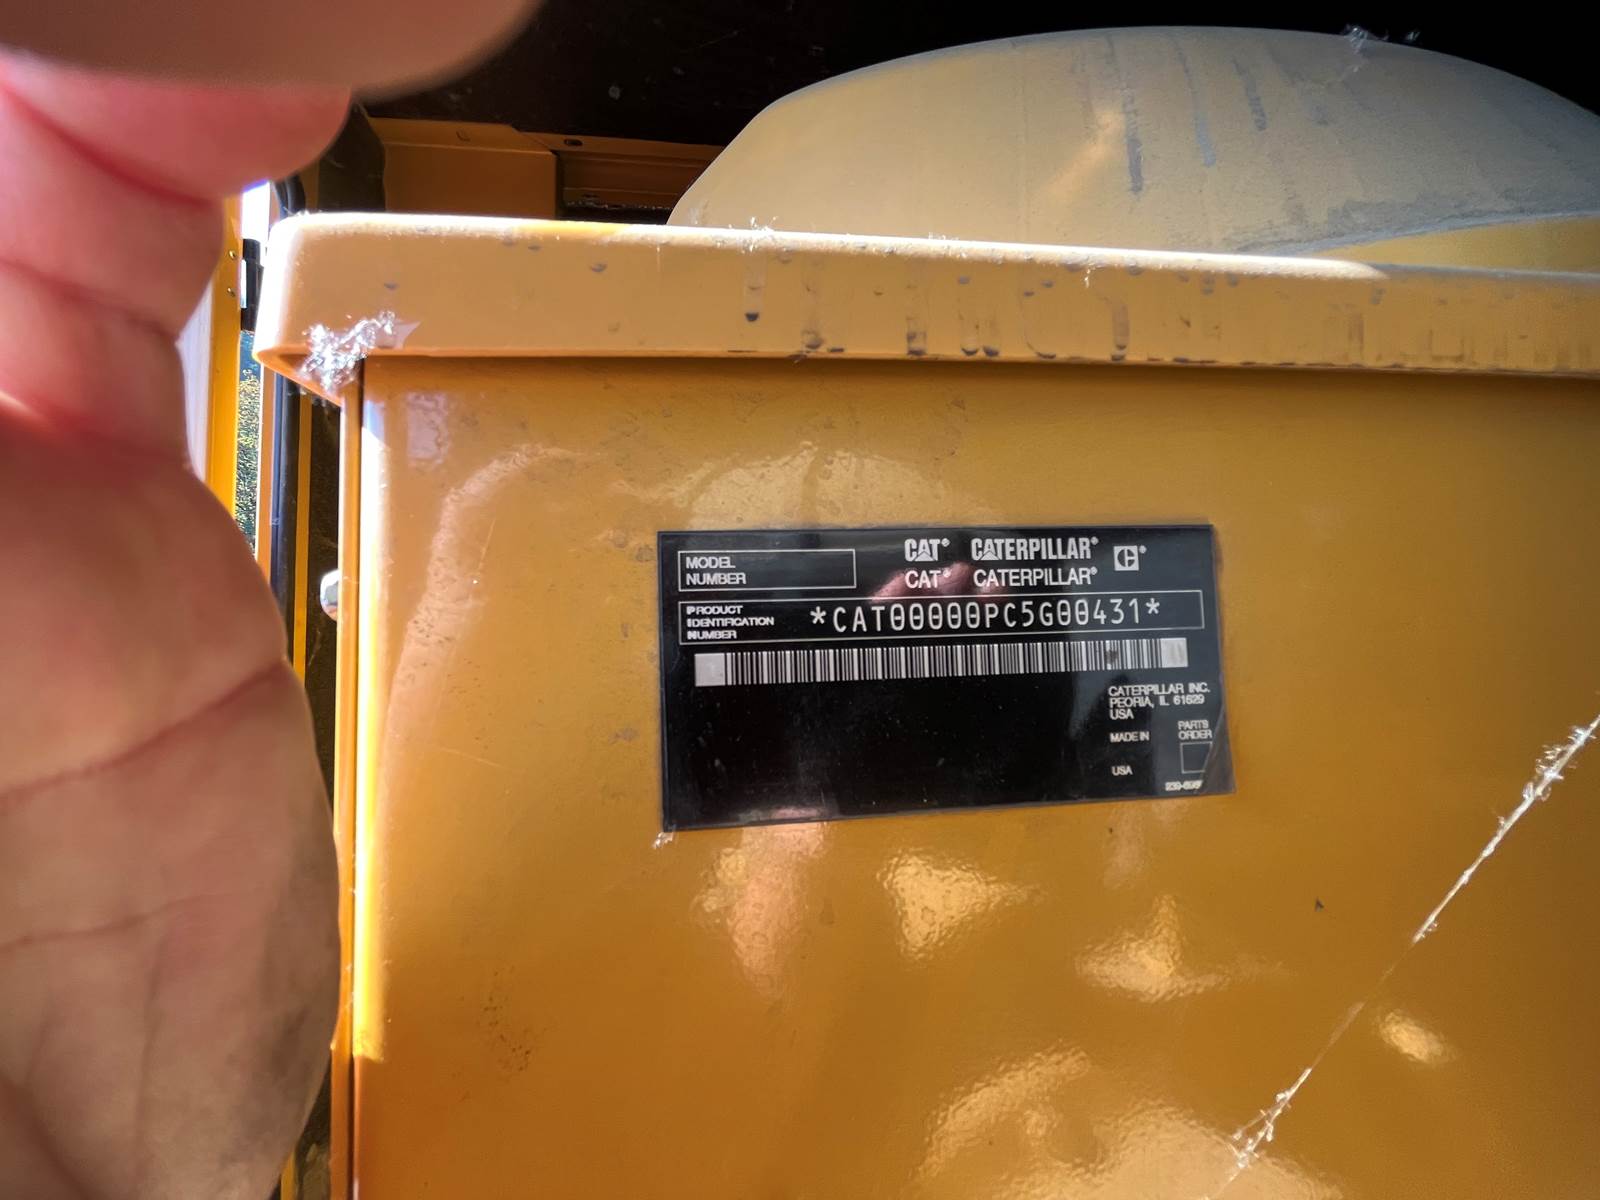 MODEL
NUMBER
CAT® CATERPILLAR®
CAT® CATERPILLAR®
PRODUCT
IDENTIFICATION
NUMBER
*CAT00000PC5G00431*
CATERPILLAR INC.
PEORIA, IL 61629
USA
MADE IN
PARTS
ORDER
USA